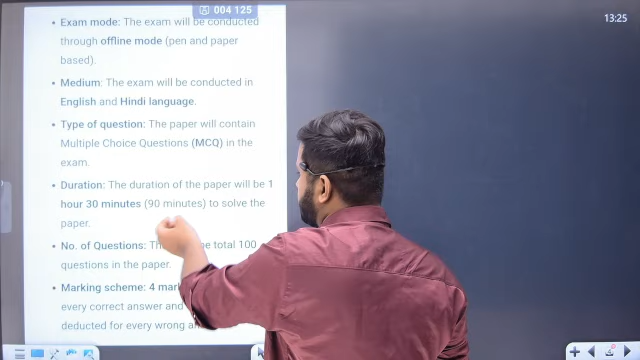 004 125
13:25
• Exam mode: The exam will be conducted
through offline mode (pen and paper
based).
• Medium: The exam will be conducted in
English and Hindi language.
• Type of question: The paper will contain
Multiple Choice Questions (MCQ) in the
exam.
• Duration: The duration of the paper will be 1
hour 30 minutes (90 minutes) to solve the
paper.
• No. of Questions: total 100
questions in the paper.
• Marking scheme: 4
every correct answer and
deducted for every wrong